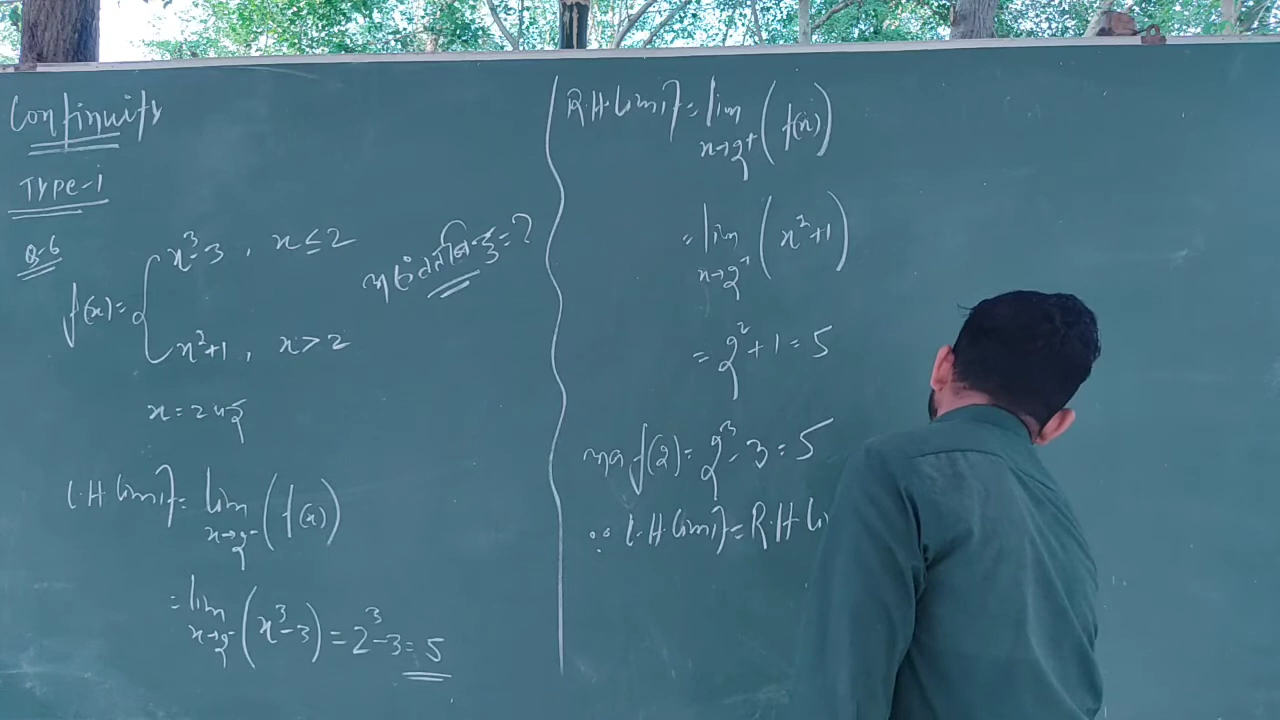 Continuity
Type-i
Q-6
f(x) = { x³-3 , x ≤ 2
x²+1 , x > 2
x = 2 પર
L.H limit = lim x→2⁻ (f(x))
= lim x→2⁻ (x³-3) = 2³-3 = 5
R.H limit = lim x→2⁺ (f(x))
= lim x→2⁺ (x²+1)
= 2² + 1 = 5
f(2) = 2³ - 3 = 5
∵ L.H limit = R.H li